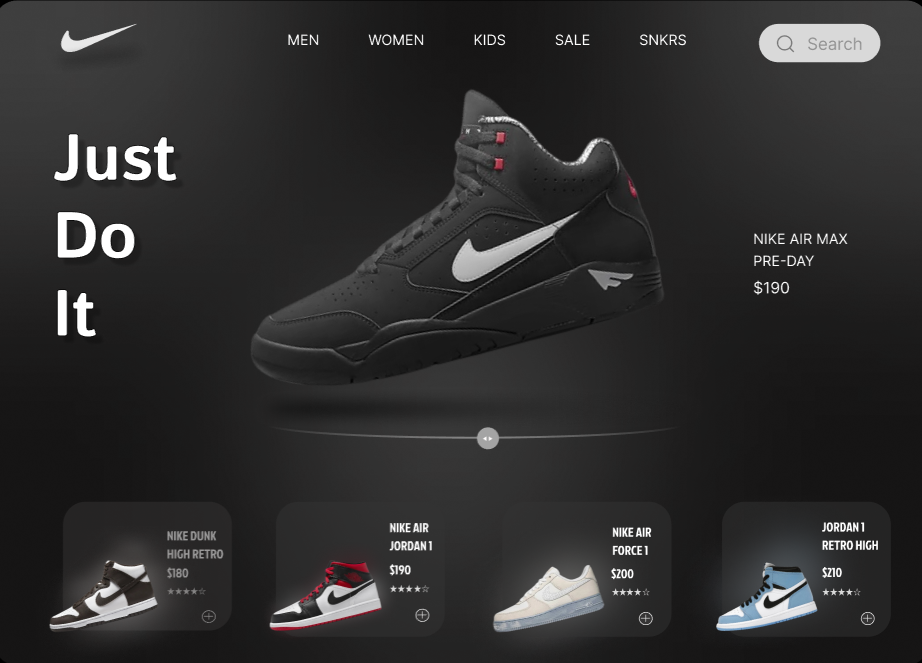 MEN WOMEN KIDS SALE SNKRS Search
Just
Do
It
NIKE AIR MAX
PRE-DAY
$190
NIKE DUNK
HIGH RETRO
$180
NIKE AIR
JORDAN 1
$190
NIKE AIR
FORCE 1
$200
JORDAN 1
RETRO HIGH
$210